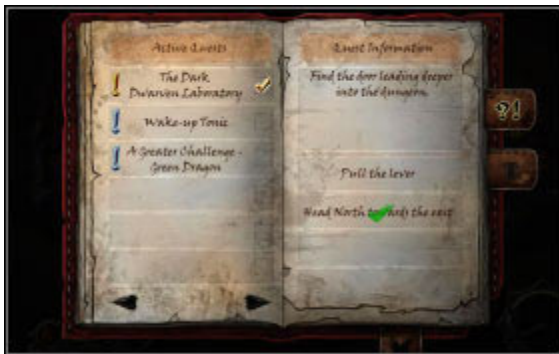 Active Quests
The Dark
Dwarven Laboratory
Wake-up Tonic
A Greater Challenge -
Green Dragon
Quest Information
Find the door leading deeper
into the dungeon
Pull the lever
Head North towards the exit
?!